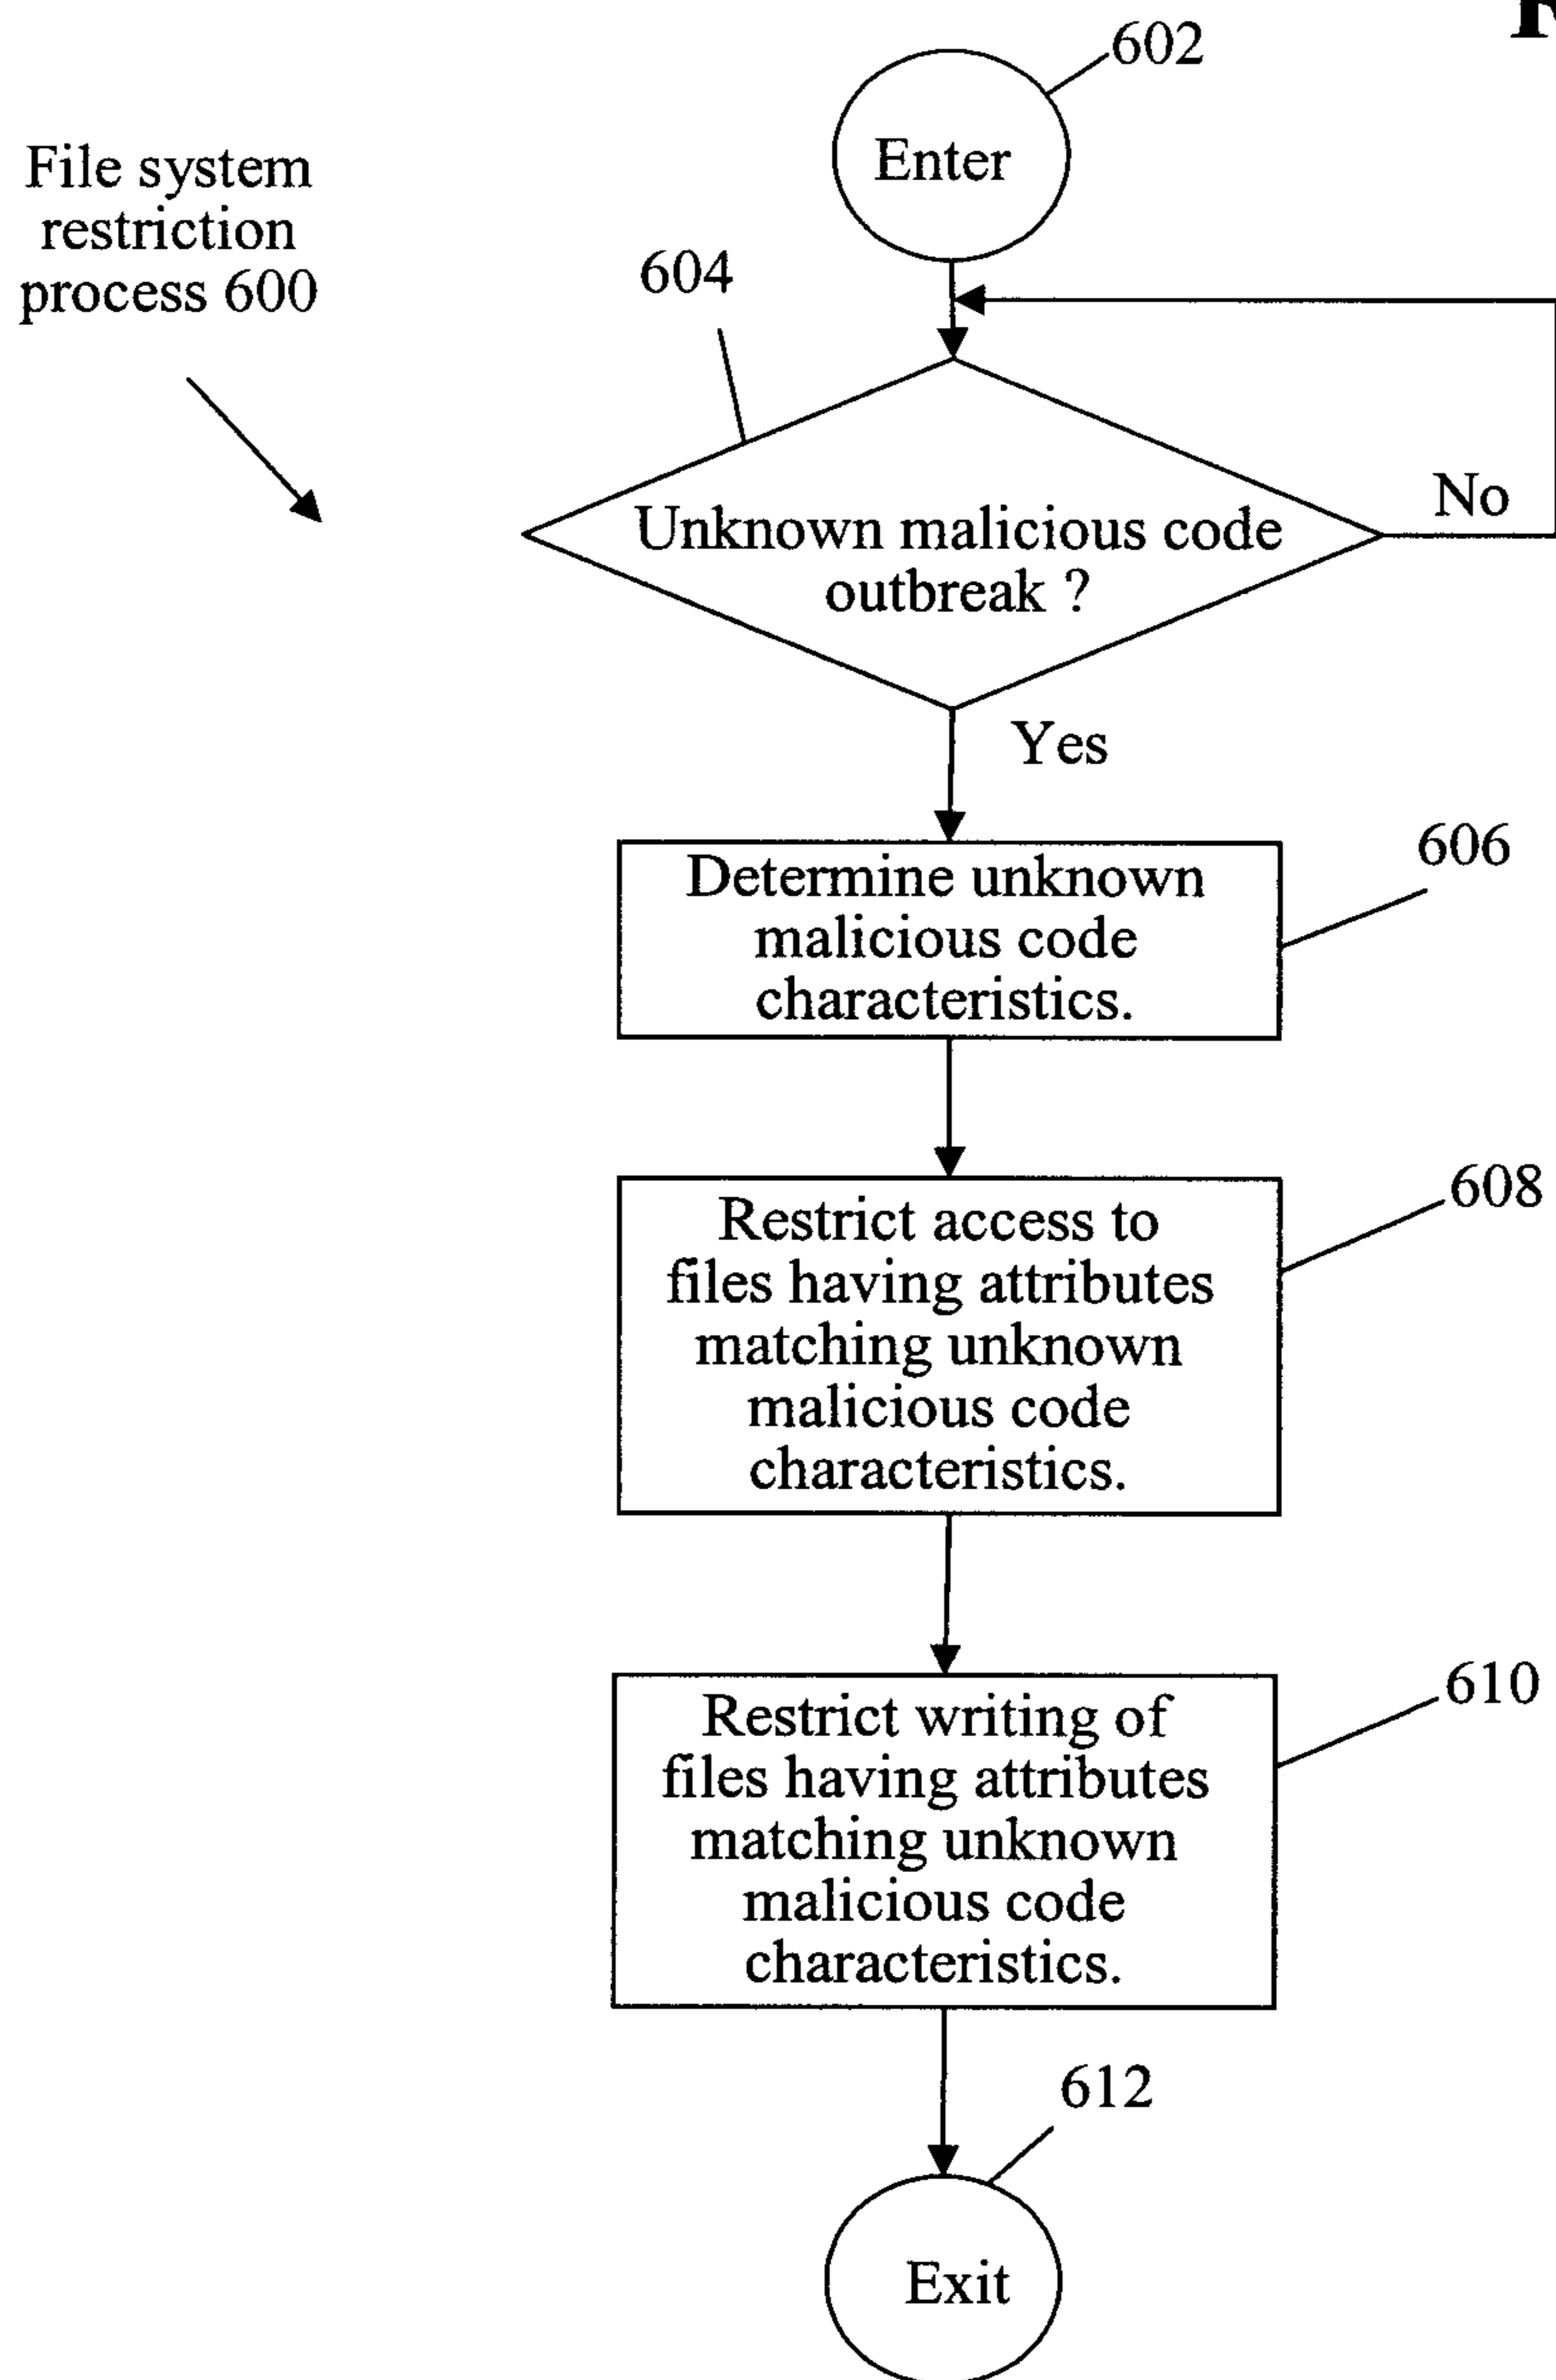 602
Enter
File system
restriction
process 600
604
Unknown malicious code
outbreak ?
No
Yes
606
Determine unknown
malicious code
characteristics.
608
Restrict access to
files having attributes
matching unknown
malicious code
characteristics.
610
Restrict writing of
files having attributes
matching unknown
malicious code
characteristics.
612
Exit